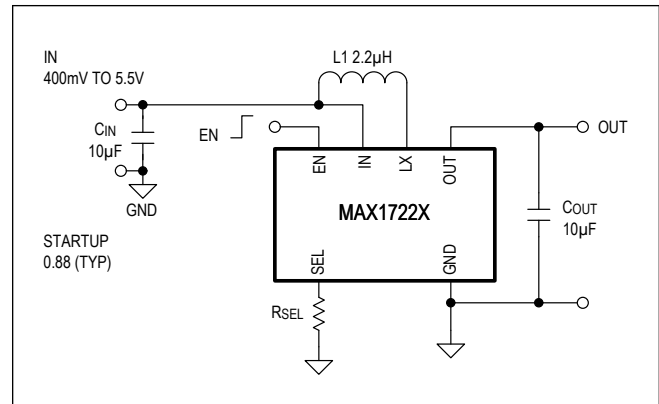 IN
400mV TO 5.5V
L1 2.2µH
CIN
10µF
EN
GND
EN
IN
LX
OUT
OUT
MAX1722X
COUT
10µF
STARTUP
0.88 (TYP)
SEL
GND
RSEL